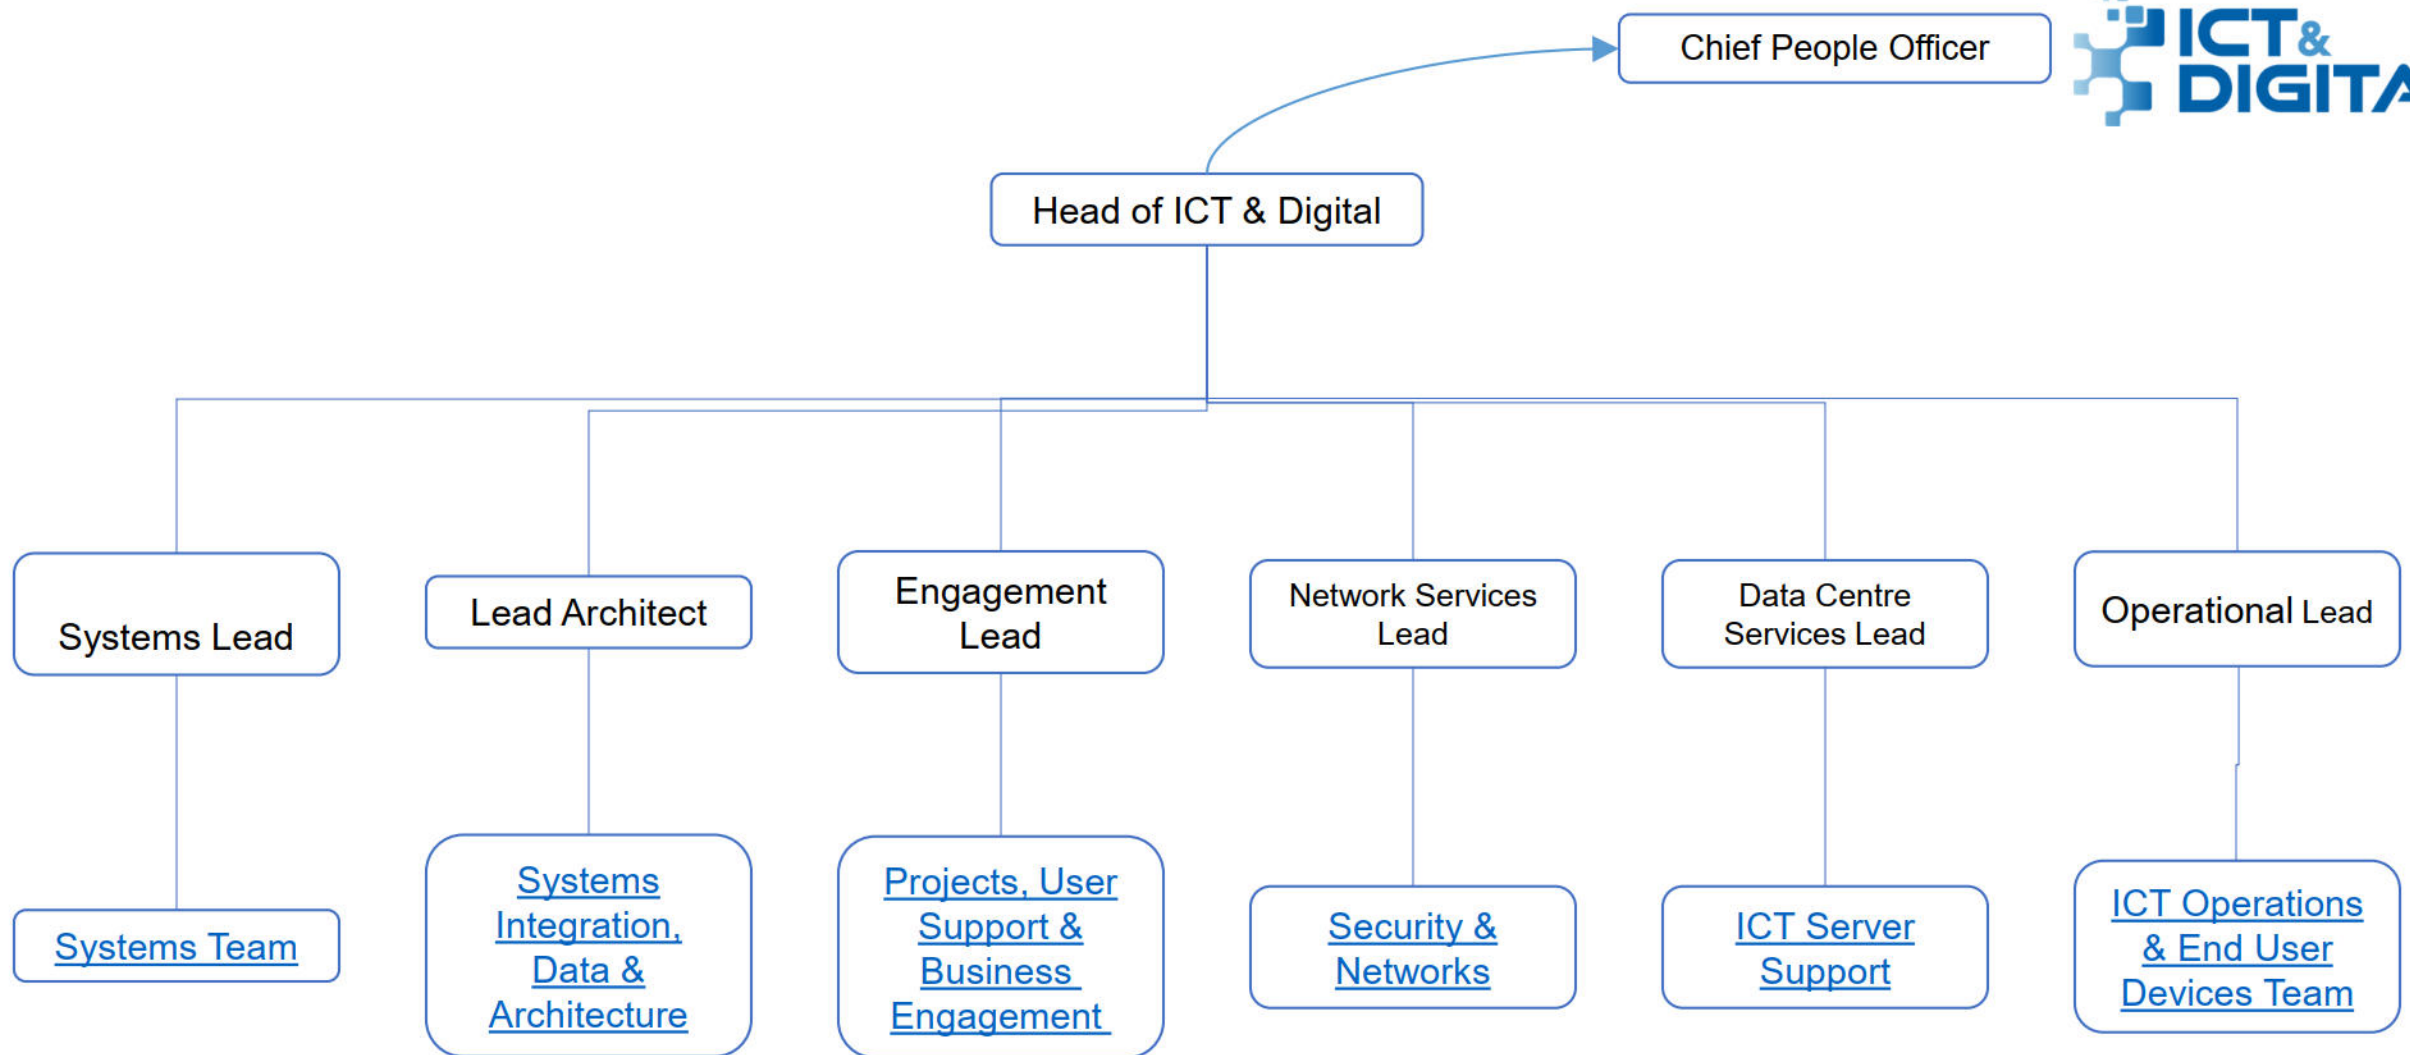 Chief People Officer
ICT&
DIGITA
Head of ICT & Digital
Systems Lead
Lead Architect
Engagement
Lead
Network Services
Lead
Data Centre
Services Lead
Operational Lead
Systems Team
Systems
Integration,
Data &
Architecture
Projects, User
Support &
Business
Engagement
Security &
Networks
ICT Server
Support
ICT Operations
& End User
Devices Team